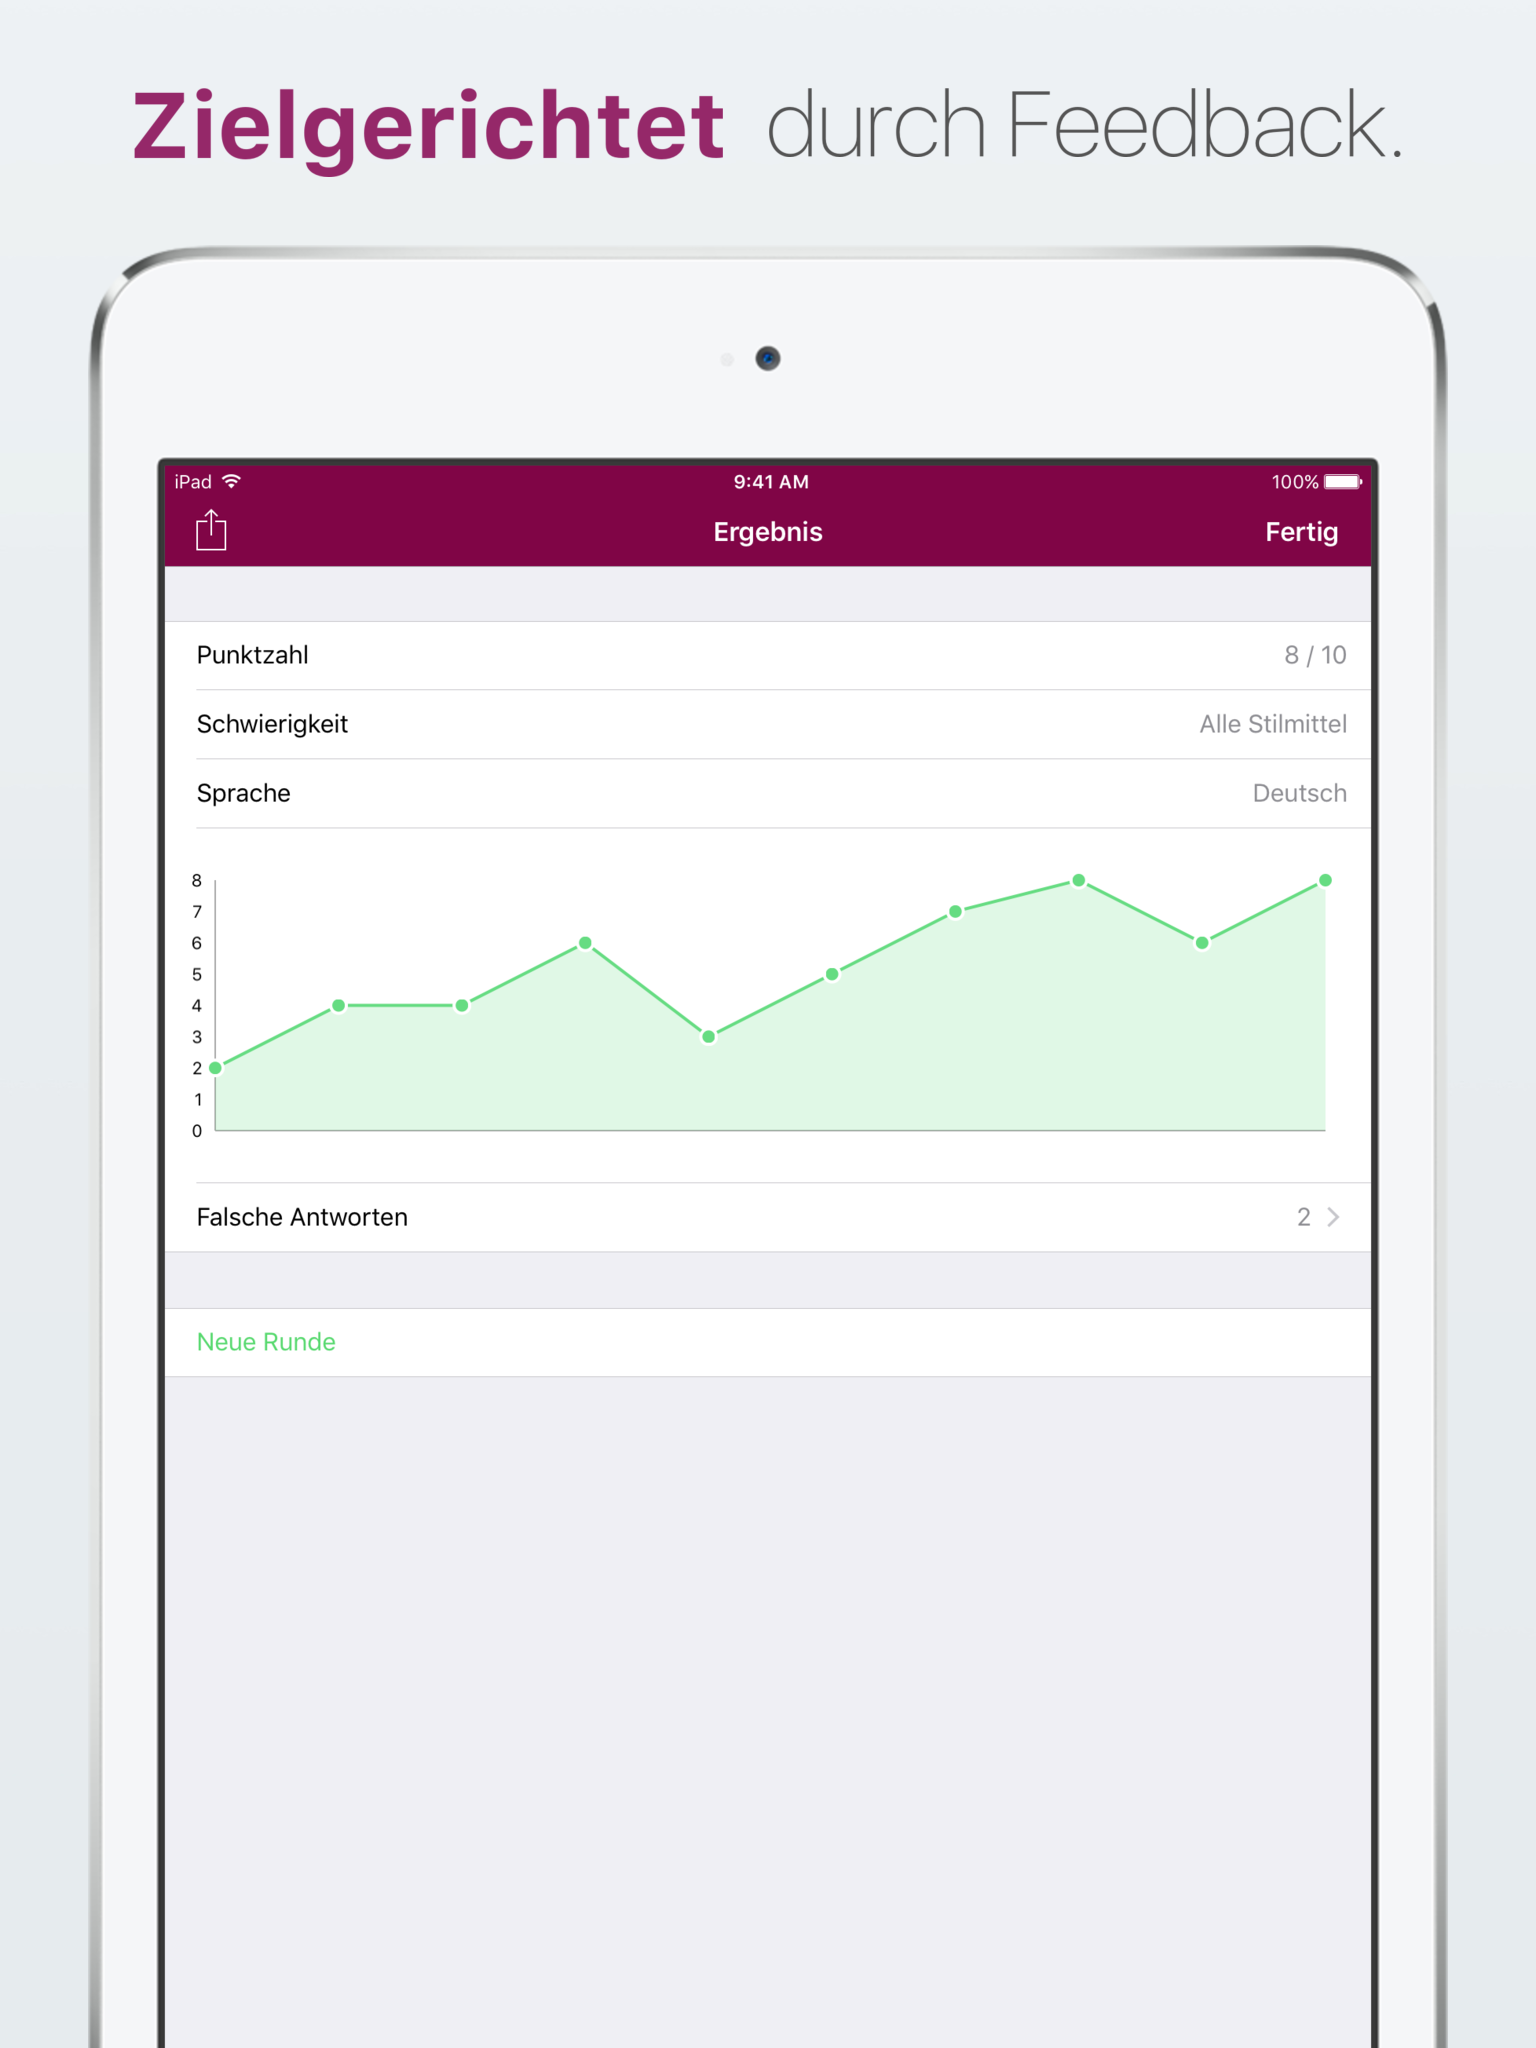 Zielgerichtet durch Feedback.
iPad 9:41 AM 100%
Ergebnis Fertig
Punktzahl 8 / 10
Schwierigkeit Alle Stilmittel
Sprache Deutsch
8
7
6
5
4
3
2
1
0
Falsche Antworten 2
Neue Runde